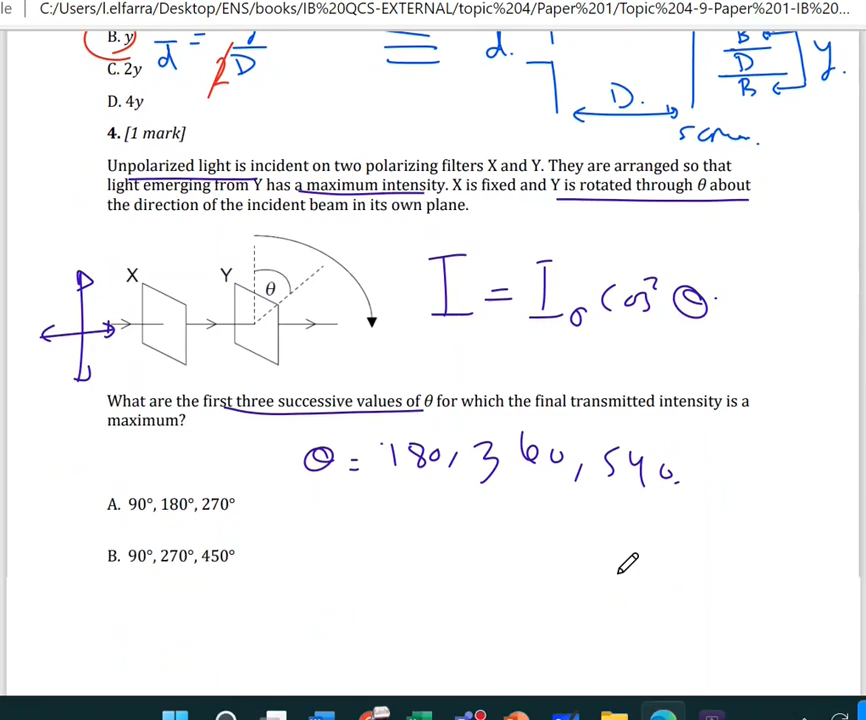 le C:/Users/l.elfarra/Desktop/ENS/books/IB%20QCS-EXTERNAL/topic%204/Paper%201/Topic%204-9-Paper%201-IB%20...
B. y
C. 2y
D. 4y
d =
D
d.
D.
B
D
B
y.
screen.
4. [1 mark]
Unpolarized light is incident on two polarizing filters X and Y. They are arranged so that
light emerging from Y has a maximum intensity. X is fixed and Y is rotated through θ about
the direction of the incident beam in its own plane.
X
Y
θ
I = I₀ cos² θ.
What are the first three successive values of θ for which the final transmitted intensity is a
maximum?
θ = 180, 360, 540.
A. 90°, 180°, 270°
B. 90°, 270°, 450°